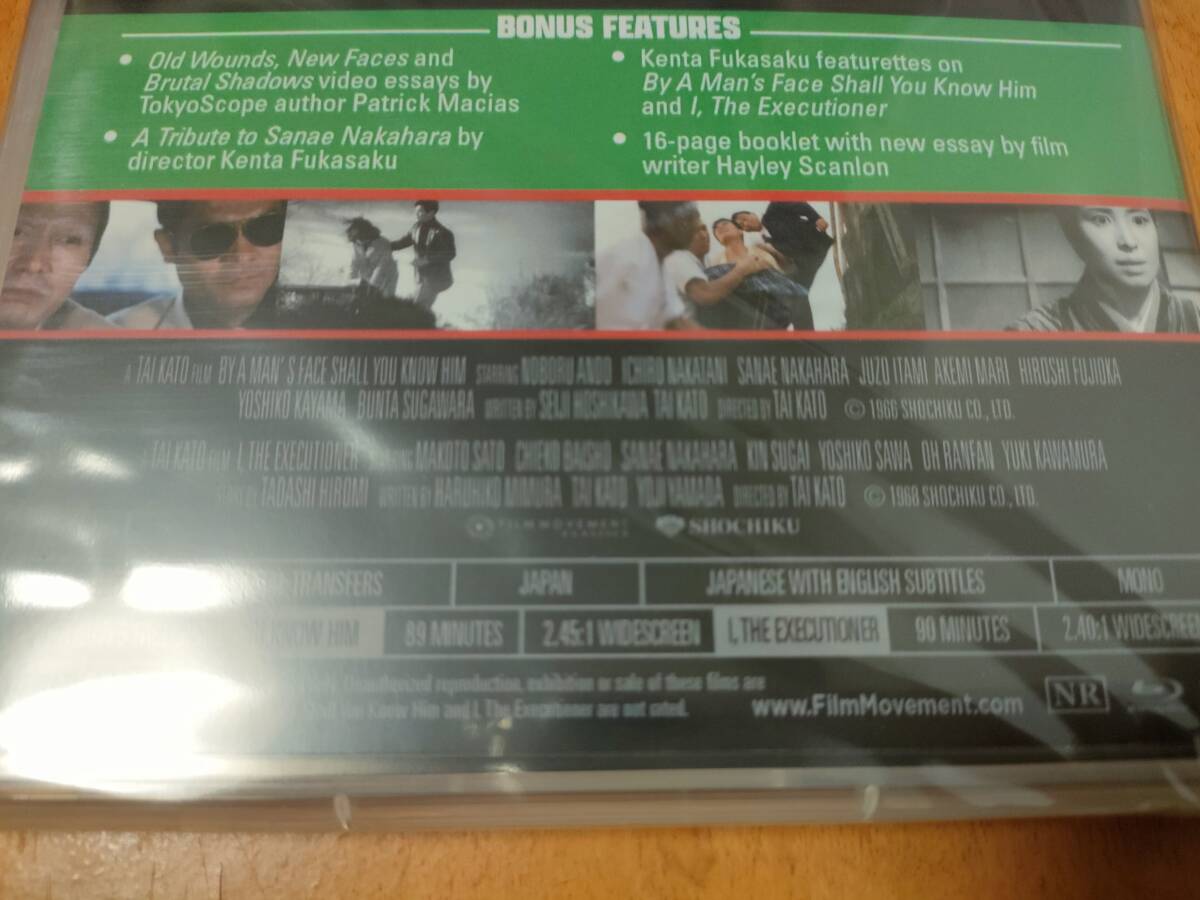 BONUS FEATURES
• Old Wounds, New Faces and
Brutal Shadows video essays by
TokyoScope author Patrick Macias
• A Tribute to Sanae Nakahara by
director Kenta Fukasaku
• Kenta Fukasaku featurettes on
By A Man's Face Shall You Know Him
and I, The Executioner
• 16-page booklet with new essay by film
writer Hayley Scanlon
A TAI KATO FILM BY A MAN'S FACE SHALL YOU KNOW HIM STARRING NOBORU ANDO ICHIRO NAKATANI SANAE NAKAHARA JUZO ITAMI AKEMI MARI HIROSHI FUJIOKA
YOSHIKO KAYAMA BUNTA SUGAWARA WRITTEN BY SEIJI HOSHIKAWA TAI KATO DIRECTED BY TAI KATO © 1966 SHOCHIKU CO., LTD.
TAI KATO FILM I, THE EXECUTIONER MAKOTO SATO CHIEKO BAISHO SANAE NAKAHARA KIN SUGAI YOSHIKO SAWA OH RANFAN YUKI KAWAMURA
TADASHI HIROMI WRITTEN BY HARUHIKO MIMURA TAI KATO YOJI YAMADA DIRECTED BY TAI KATO © 1968 SHOCHIKU CO., LTD.
FILM MOVEMENT CLASSICS SHOCHIKU
TRANSFERS JAPAN JAPANESE WITH ENGLISH SUBTITLES MONO
KNOW HIM 89 MINUTES 2.45:1 WIDESCREEN I, THE EXECUTIONER 90 MINUTES 2.40:1 WIDESCREEN
Unauthorized reproduction, exhibition or sale of these films are
Shall You Know Him and I, The Executioner are not rated.
www.FilmMovement.com NR